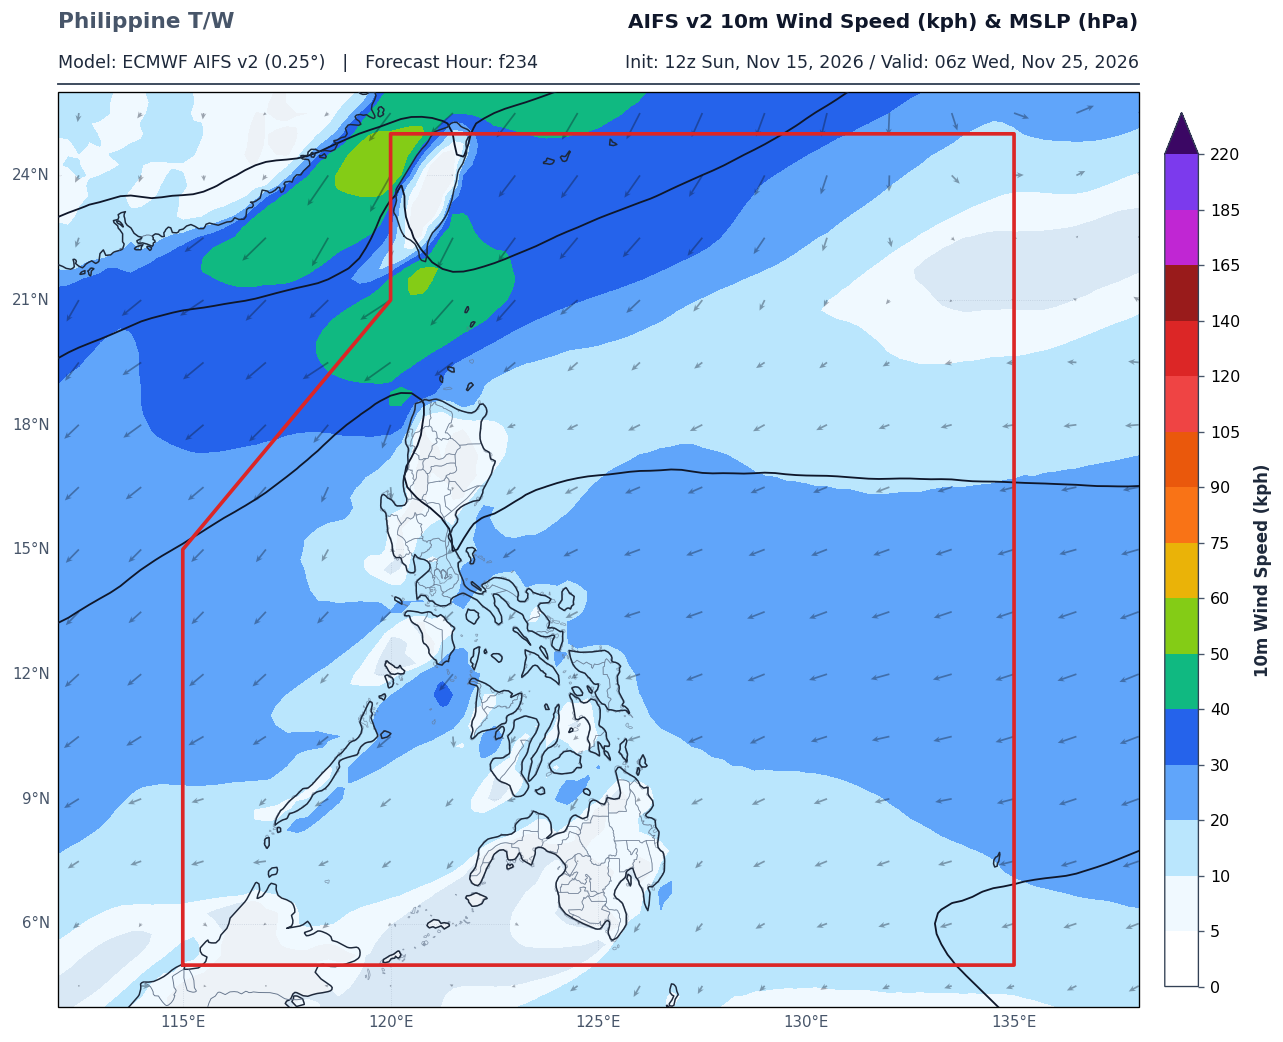 Philippine T/W
AIFS v2 10m Wind Speed (kph) & MSLP (hPa)
Model: ECMWF AIFS v2 (0.25°) | Forecast Hour: f234
Init: 12z Sun, Nov 15, 2026 / Valid: 06z Wed, Nov 25, 2026
24°N
21°N
18°N
15°N
12°N
9°N
6°N
115°E
120°E
125°E
130°E
135°E
220
185
165
140
120
105
90
75
60
50
40
30
20
10
5
0
10m Wind Speed (kph)